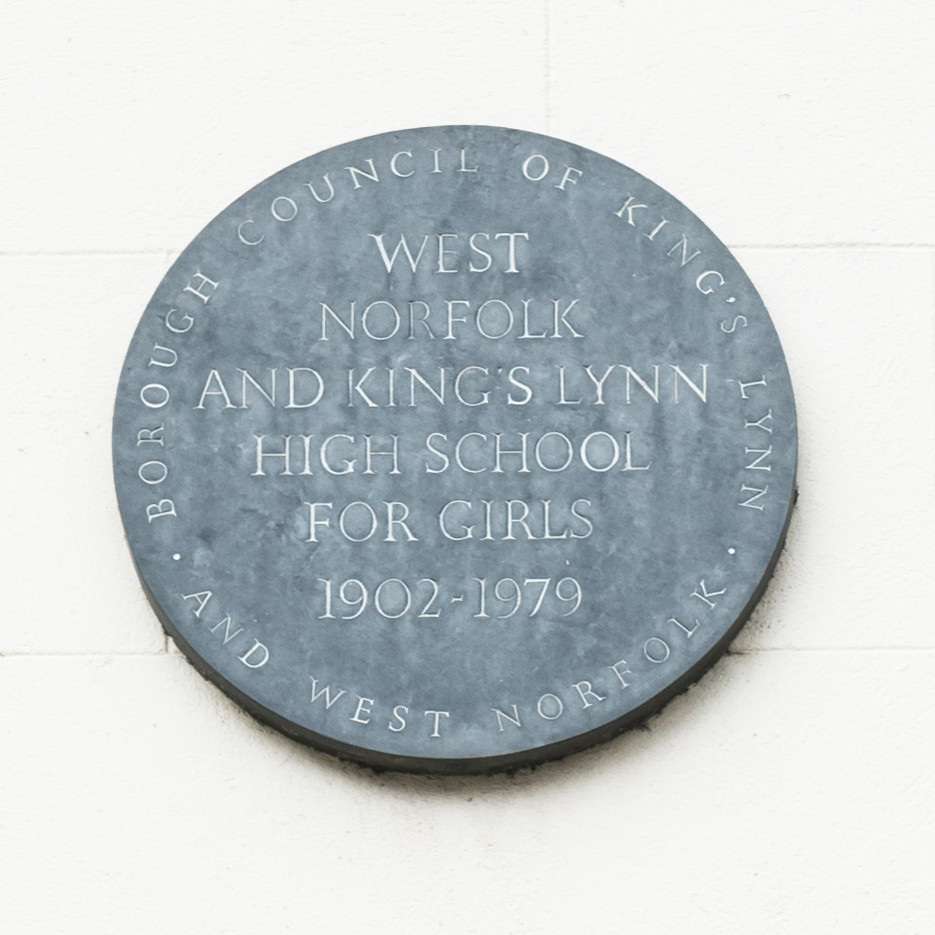 BOROUGH COUNCIL OF KING'S LYNN
WEST
NORFOLK
AND KING'S LYNN
HIGH SCHOOL
FOR GIRLS
1902-1979
· AND WEST NORFOLK ·